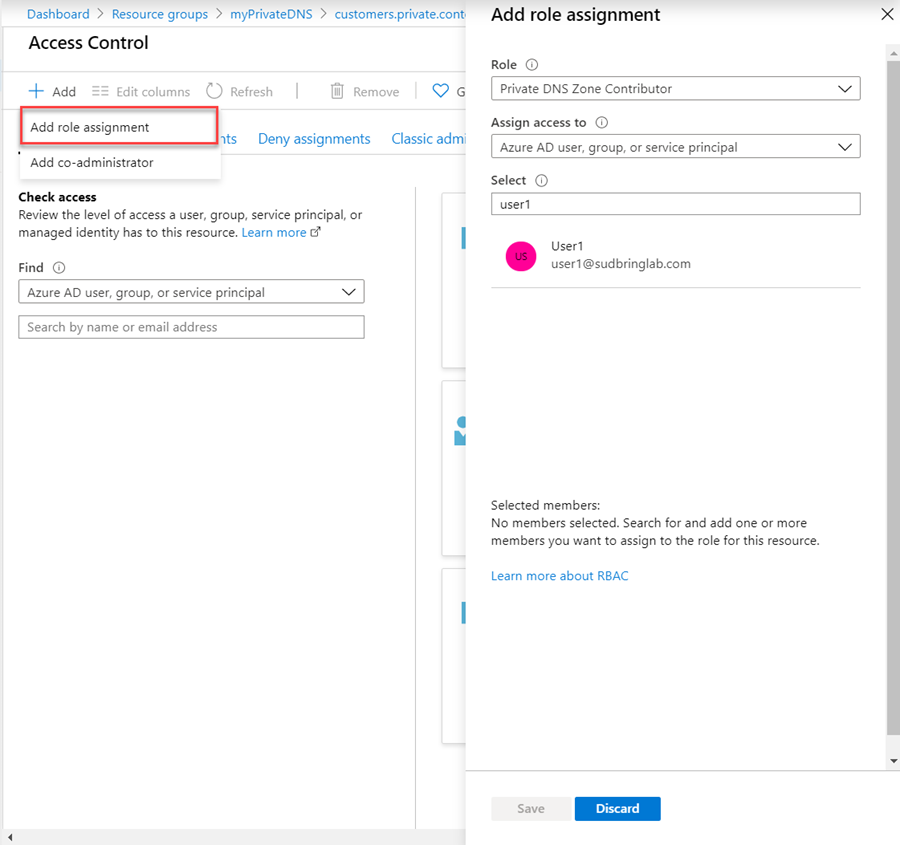 Dashboard > Resource groups > myPrivateDNS > customers.private.cont
Access Control
Add Edit columns Refresh Remove G
Add role assignment
nts Deny assignments Classic admi
Add co-administrator
Check access
Review the level of access a user, group, service principal, or
managed identity has to this resource. Learn more
Find
Azure AD user, group, or service principal
Search by name or email address
Add role assignment
Role
Private DNS Zone Contributor
Assign access to
Azure AD user, group, or service principal
Select
user1
US
User1
user1@sudbringlab.com
Selected members:
No members selected. Search for and add one or more
members you want to assign to the role for this resource.
Learn more about RBAC
Save Discard